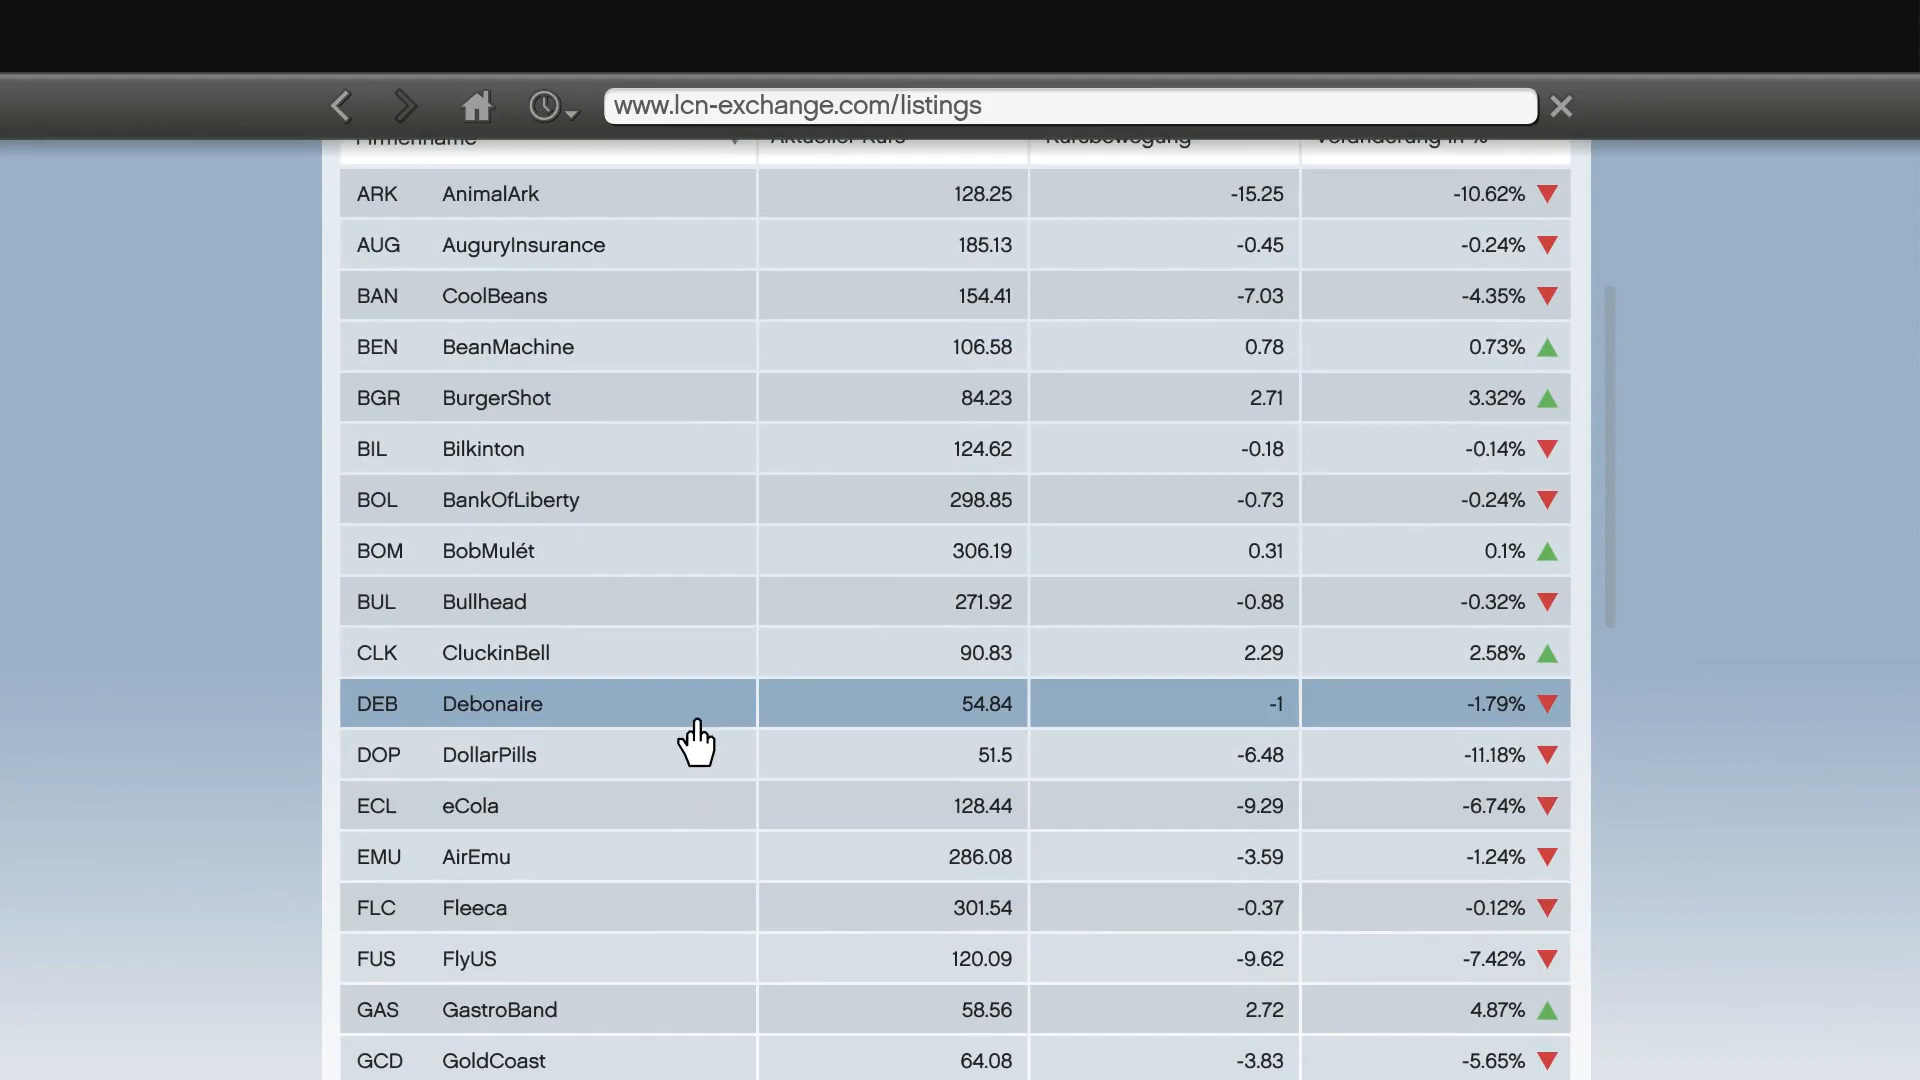 www.lcn-exchange.com/listings
Firmenname Aktueller Kurs Kursbewegung Veränderung in %
ARK AnimalArk 128.25 -15.25 -10.62%
AUG AuguryInsurance 185.13 -0.45 -0.24%
BAN CoolBeans 154.41 -7.03 -4.35%
BEN BeanMachine 106.58 0.78 0.73%
BGR BurgerShot 84.23 2.71 3.32%
BIL Bilkinton 124.62 -0.18 -0.14%
BOL BankOfLiberty 298.85 -0.73 -0.24%
BOM BobMulét 306.19 0.31 0.1%
BUL Bullhead 271.92 -0.88 -0.32%
CLK CluckinBell 90.83 2.29 2.58%
DEB Debonaire 54.84 -1 -1.79%
DOP DollarPills 51.5 -6.48 -11.18%
ECL eCola 128.44 -9.29 -6.74%
EMU AirEmu 286.08 -3.59 -1.24%
FLC Fleeca 301.54 -0.37 -0.12%
FUS FlyUS 120.09 -9.62 -7.42%
GAS GastroBand 58.56 2.72 4.87%
GCD GoldCoast 64.08 -3.83 -5.65%